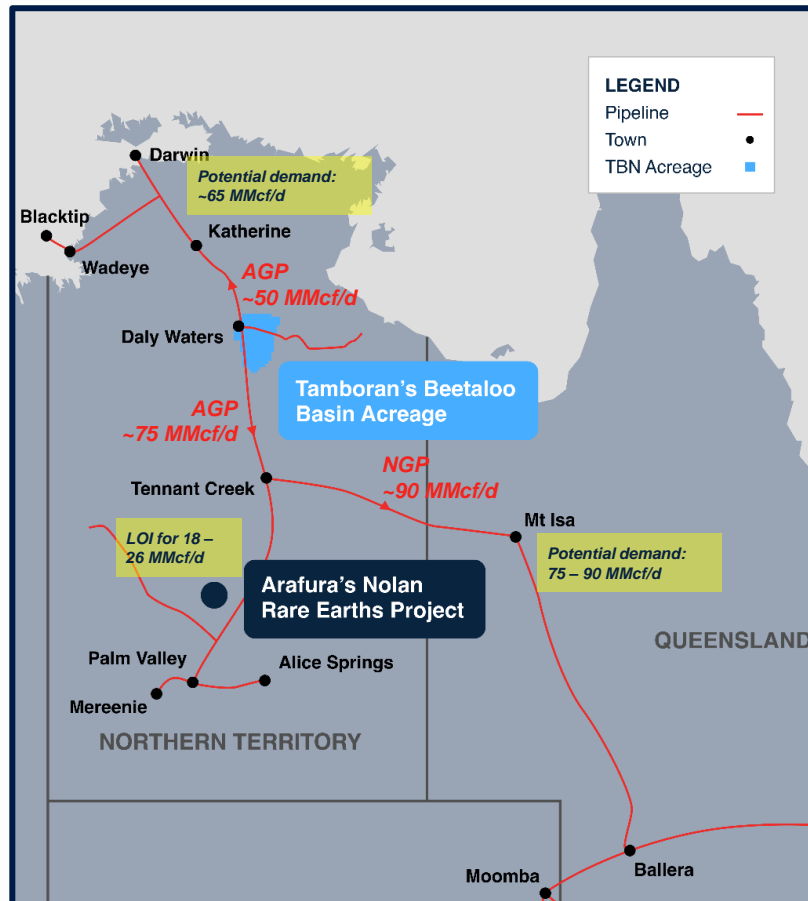 LEGEND
Pipeline
Town
TBN Acreage
Darwin
Potential demand:
~65 MMcf/d
Blacktip
Katherine
Wadeye
AGP
~50 MMcf/d
Daly Waters
Tamboran's Beetaloo
Basin Acreage
AGP
~75 MMcf/d
NGP
~90 MMcf/d
Tennant Creek
Mt Isa
LOI for 18 –
26 MMcf/d
Potential demand:
75 – 90 MMcf/d
Arafura's Nolan
Rare Earths Project
QUEENSLAND
Palm Valley
Alice Springs
Mereenie
NORTHERN TERRITORY
Ballera
Moomba